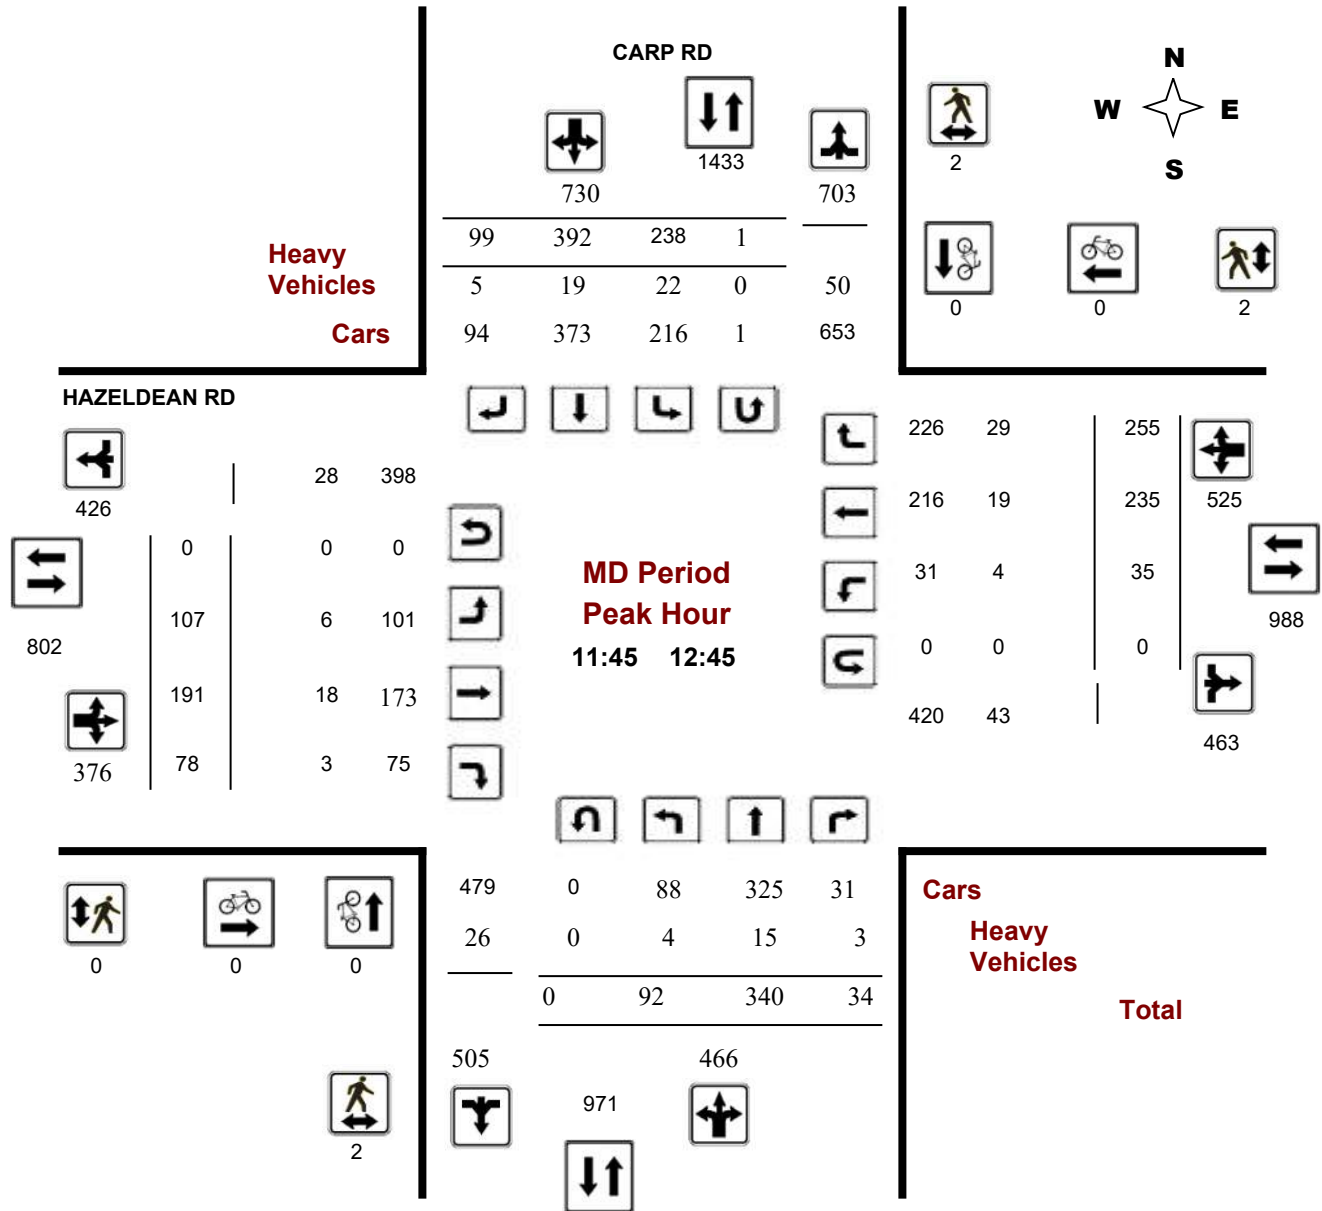 CARP RD
N
W E
S
1433
2
730
703
99 392 238 1
Heavy
Vehicles
5 19 22 0 50
0 0 2
Cars
94 373 216 1 653
HAZELDEAN RD
226 29 255
28 398
426
216 19 235 525
0 0 0
MD Period
31 4 35
Peak Hour
107 6 101
988
802
11:45 12:45
0 0 0
191 18 173
420 43
463
376 78 3 75
479 0 88 325 31
Cars
26 0 4 15 3
Heavy
Vehicles
0 0 0
0 92 340 34
Total
505 466
971
2